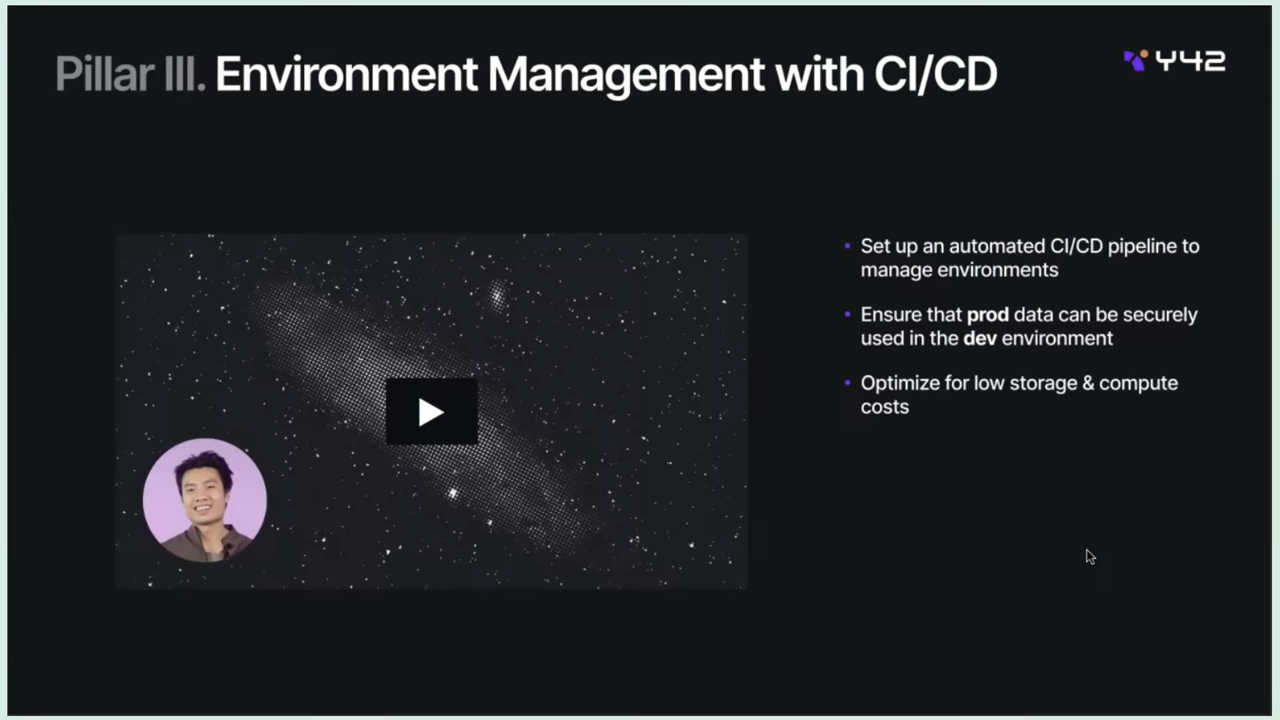 Pillar III. Environment Management with CI/CD
Y42
• Set up an automated CI/CD pipeline to
manage environments
• Ensure that prod data can be securely
used in the dev environment
• Optimize for low storage & compute
costs